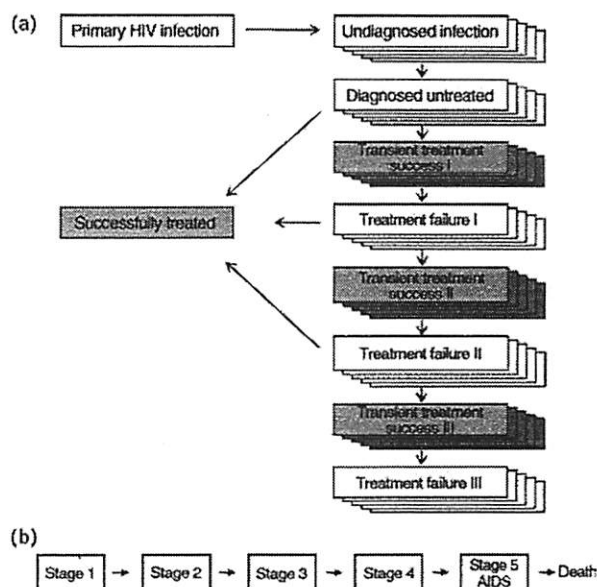 (a)
Primary HIV infection
Undiagnosed infection
Diagnosed untreated
Transient treatment
success I
Successfully treated
Treatment failure I
Transient treatment
success II
Treatment failure II
Transient treatment
success III
Treatment failure III
(b)
Stage 1
Stage 2
Stage 3
Stage 4
Stage 5
AIDS
Death